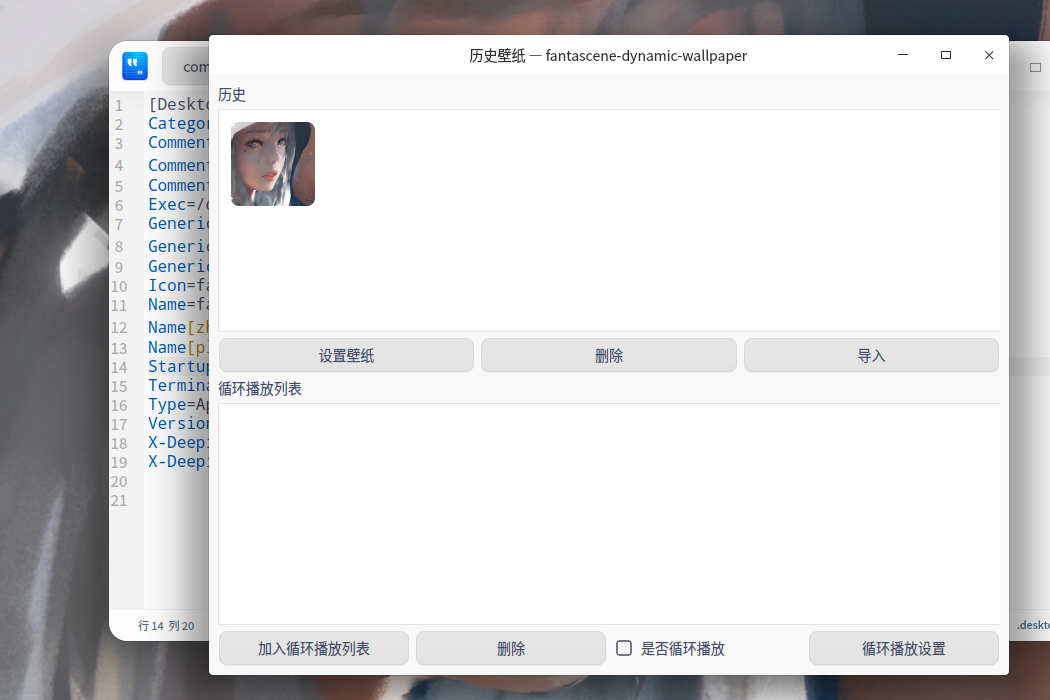 历史壁纸 — fantascene-dynamic-wallpaper
com
历史
1 [Deskto
2 Categor
3 Comment
4 Comment
5 Comment
6 Exec=/o
7 Generic
8 Generic
9 Generic
10 Icon=fa
11 Name=fa
12 Name[zh
13 Name[pl
14 Startup
15 Termina
16 Type=Ap
17 Version
18 X-Deepi
19 X-Deepi
20
21
设置壁纸 删除 导入
循环播放列表
行 14 列 20
.deskto
加入循环播放列表 删除 是否循环播放 循环播放设置